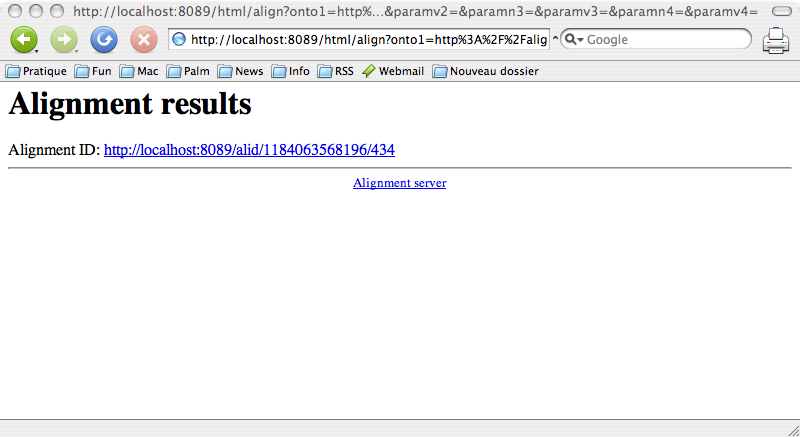 http://localhost:8089/html/align?onto1=http%...&paramv2=&paramn3=&paramv3=&paramn4=&paramv4=
http://localhost:8089/html/align?onto1=http%3A%2F%2Falig
Google
Pratique Fun Mac Palm News Info RSS Webmail Nouveau dossier
Alignment results
Alignment ID: http://localhost:8089/alid/1184063568196/434
Alignment server